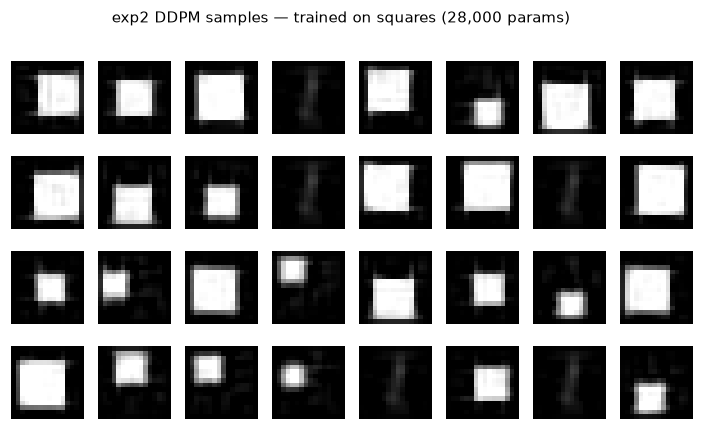 exp2 DDPM samples — trained on squares (28,000 params)